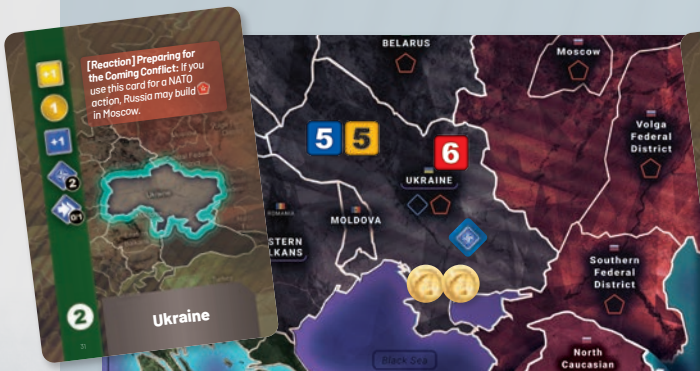 [Reaction] Preparing for
the Coming Conflict: If you
use this card for a NATO
action, Russia may build
in Moscow.
+1
1
+1
2
0/1
Ukraine
2
31
Ukraine
BELARUS
Moscow
Volga
Federal
District
5 5
6
UKRAINE
ROMANIA
MOLDOVA
STERN
LKANS
Southern
Federal
District
Black Sea
North
Caucasian